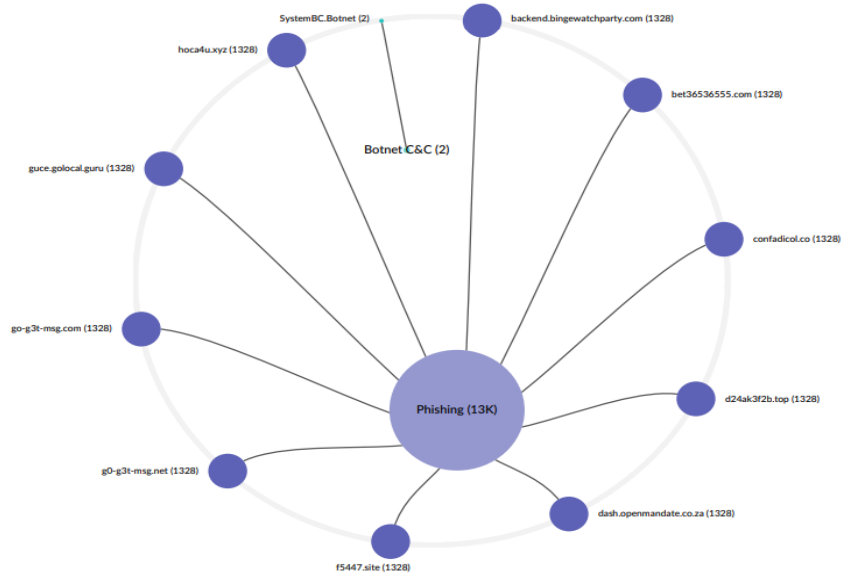 SystemBC.Botnet (2)
backend.bingewatchparty.com (1328)
hoca4u.xyz (1328)
bet36536555.com (1328)
Botnet C&C (2)
guce.golocal.guru (1328)
confadicol.co (1328)
go-g3t-msg.com (1328)
d24ak3f2b.top (1328)
Phishing (13K)
g0-g3t-msg.net (1328)
dash.openmandate.co.za (1328)
f5447.site (1328)